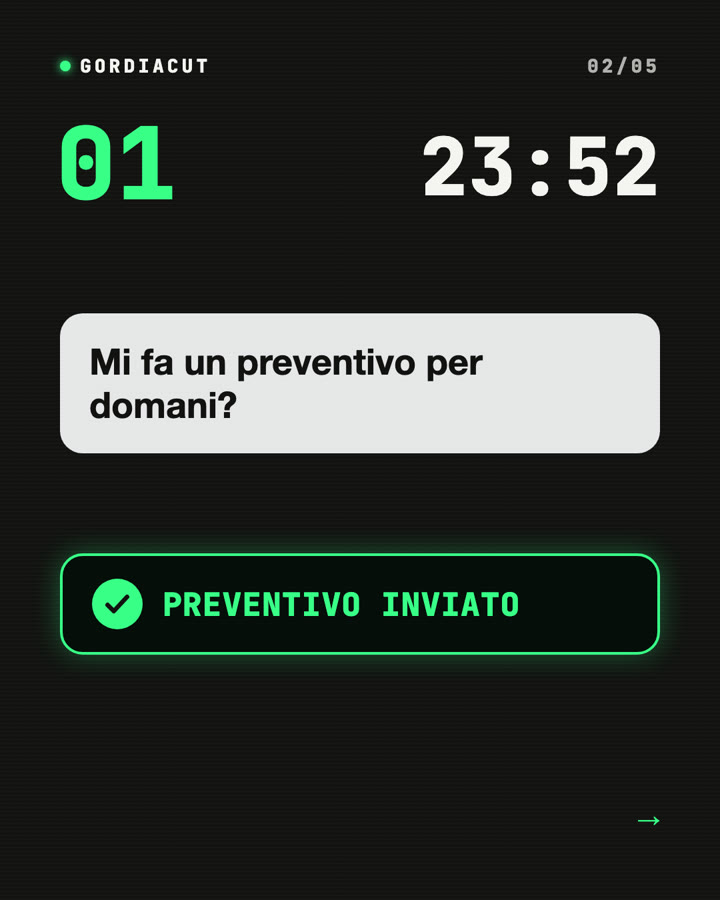 GORDIACUT
02/05
01
23:52
Mi fa un preventivo per
domani?
PREVENTIVO INVIATO
→